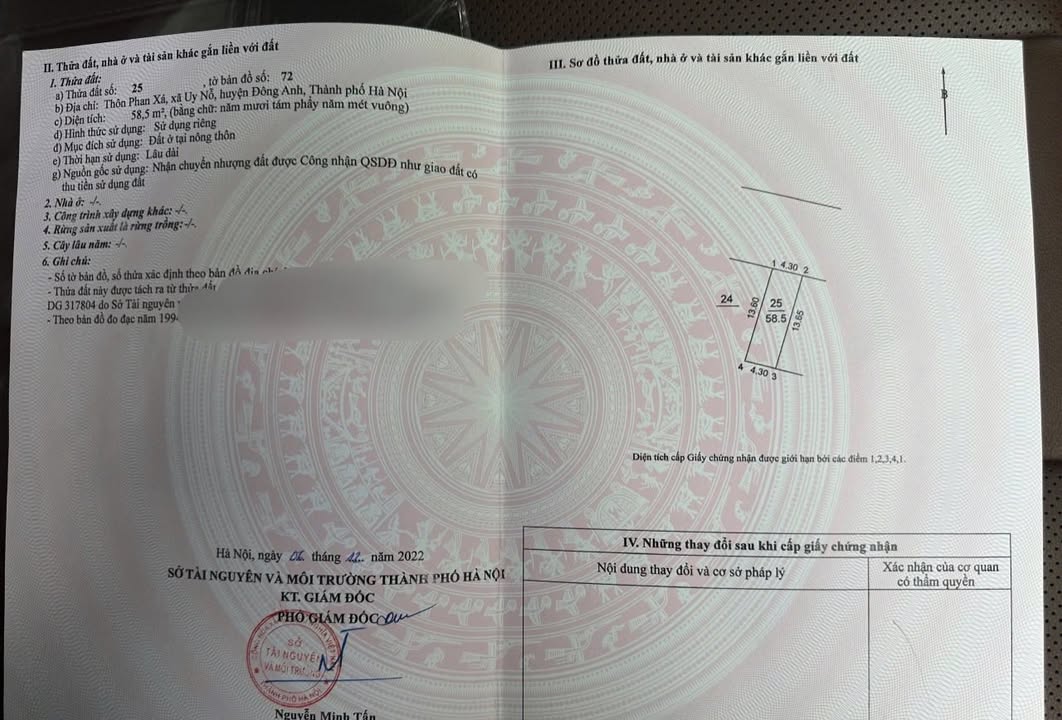 II. Thửa đất, nhà ở và tài sản khác gắn liền với đất
1. Thửa đất:
a) Thửa đất số: 25 , tờ bản đồ số: 72
b) Địa chỉ: Thôn Phan Xá, xã Uy Nỗ, huyện Đông Anh, Thành phố Hà Nội
c) Diện tích: 58,5 m², (bằng chữ: năm mươi tám phẩy năm mét vuông)
d) Hình thức sử dụng: Sử dụng riêng
đ) Mục đích sử dụng: Đất ở tại nông thôn
e) Thời hạn sử dụng: Lâu dài
g) Nguồn gốc sử dụng: Nhận chuyển nhượng đất được Công nhận QSDĐ như giao đất có
thu tiền sử dụng đất
2. Nhà ở: -/-.
3. Công trình xây dựng khác: -/-.
4. Rừng sản xuất là rừng trồng: -/-.
5. Cây lâu năm: -/-.
6. Ghi chú:
- Số tờ bản đồ, số thửa xác định theo bản đồ
- Thửa đất này được tách ra từ thửa
DG 317804 do Sở Tài nguyên
- Theo bản đồ đo đạc năm 199
Hà Nội, ngày 06 tháng 12 năm 2022
SỞ TÀI NGUYÊN VÀ MÔI TRƯỜNG THÀNH PHỐ HÀ NỘI
KT. GIÁM ĐỐC
PHÓ GIÁM ĐỐC
SỞ
TÀI NGUYÊN
VÀ MÔI TRƯỜNG
THÀNH PHỐ HÀ NỘI
Nguyễn Minh Tấn
III. Sơ đồ thửa đất, nhà ở và tài sản khác gắn liền với đất
B
1 4.30 2
24
13.60
25
58.5
13.65
4 4.30 3
Diện tích cấp Giấy chứng nhận được giới hạn bởi các điểm 1,2,3,4,1.
IV. Những thay đổi sau khi cấp giấy chứng nhận
Nội dung thay đổi và cơ sở pháp lý
Xác nhận của cơ quan
có thẩm quyền